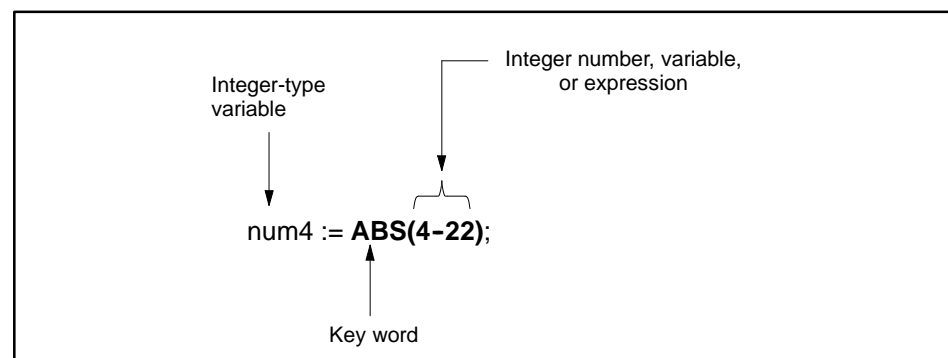 Integer number, variable,
or expression
Integer-type
variable
num4 := ABS(4-22);
Key word